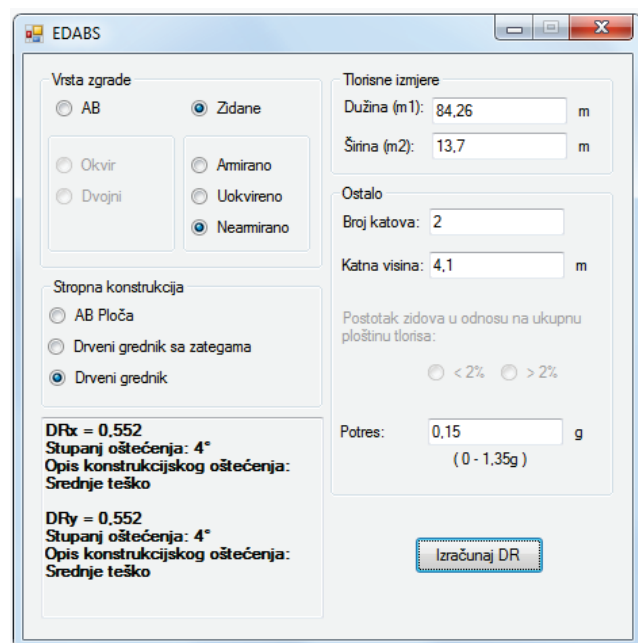 EDABS
Vrsta zgrade
AB
Zidane
Okvir
Dvojni
Armirano
Uokvireno
Nearmirano
Stropna konstrukcija
AB Ploča
Drveni grednik sa zategama
Drveni grednik
DRx = 0,552
Stupanj oštećenja: 4°
Opis konstrukcijskog oštećenja:
Srednje teško
DRy = 0,552
Stupanj oštećenja: 4°
Opis konstrukcijskog oštećenja:
Srednje teško
Tlorisne izmjere
Dužina (m1): 84,26 m
Širina (m2): 13,7 m
Ostalo
Broj katova: 2
Katna visina: 4,1 m
Postotak zidova u odnosu na ukupnu
ploštinu tlorisa:
< 2% > 2%
Potres: 0,15 g
( 0 - 1,35g )
Izračunaj DR